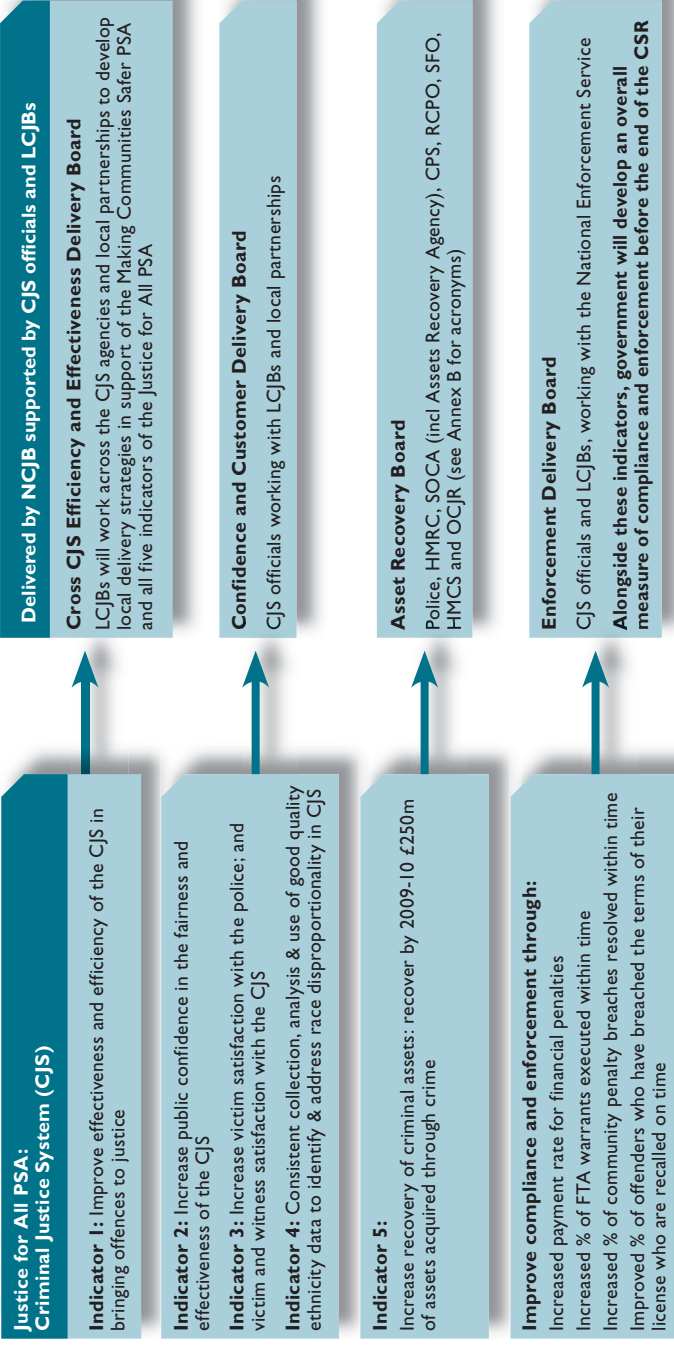 Justice for All PSA:
Criminal Justice System (CJS)
Indicator 1: Improve effectiveness and efficiency of the CJS in
bringing offences to justice
Indicator 2: Increase public confidence in the fairness and
effectiveness of the CJS
Indicator 3: Increase victim satisfaction with the police; and
victim and witness satisfaction with the CJS
Indicator 4: Consistent collection, analysis & use of good quality
ethnicity data to identify & address race disproportionality in CJS
Indicator 5:
Increase recovery of criminal assets: recover by 2009-10 £250m
of assets acquired through crime
Improve compliance and enforcement through:
Increased payment rate for financial penalties
Increased % of FTA warrants executed within time
Increased % of community penalty breaches resolved within time
Improved % of offenders who have breached the terms of their
license who are recalled on time
Delivered by NCJB supported by CJS officials and LCJBs
Cross CJS Efficiency and Effectiveness Delivery Board
LCJBs will work across the CJS agencies and local partnerships to develop
local delivery strategies in support of the Making Communities Safer PSA
and all five indicators of the Justice for All PSA
Confidence and Customer Delivery Board
CJS officials working with LCJBs and local partnerships
Asset Recovery Board
Police, HMRC, SOCA (incl Assets Recovery Agency), CPS, RCPO, SFO,
HMCS and OCJR (see Annex B for acronyms)
Enforcement Delivery Board
CJS officials and LCJBs, working with the National Enforcement Service
Alongside these indicators, government will develop an overall
measure of compliance and enforcement before the end of the CSR